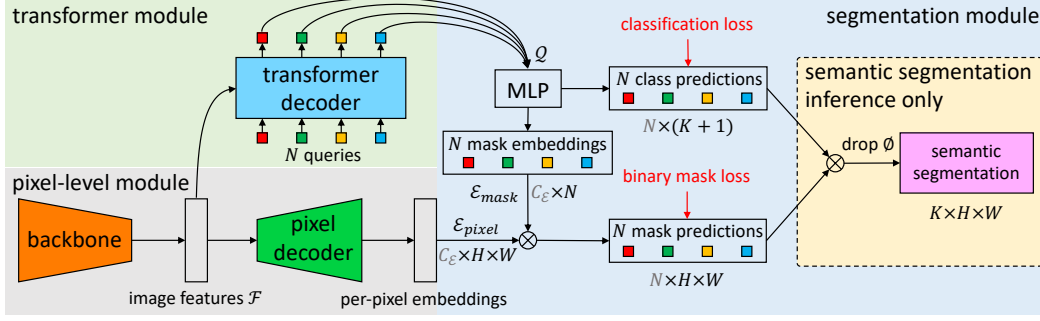 transformer module
segmentation module
classification loss
𝒬
transformer
decoder
MLP
N class predictions
semantic segmentation
inference only
N×(K + 1)
N queries
N mask embeddings
drop ∅
semantic
segmentation
pixel-level module
ℰmask
Cℰ×N
binary mask loss
K×H×W
backbone
pixel
decoder
ℰpixel
N mask predictions
Cℰ×H×W
N×H×W
image features ℱ
per-pixel embeddings